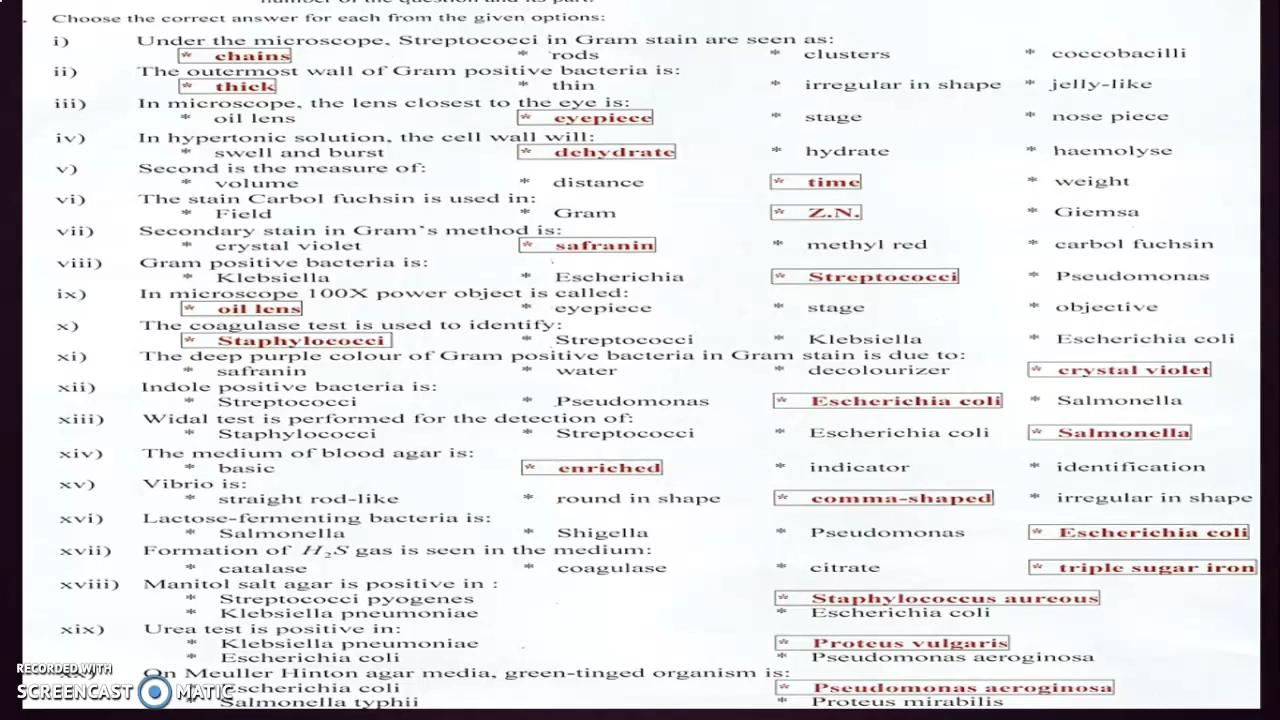 number of the question and its part.
Choose the correct answer for each from the given options:
i) Under the microscope, Streptococci in Gram stain are seen as:
* chains * rods * clusters * coccobacilli
ii) The outermost wall of Gram positive bacteria is:
* thick * thin * irregular in shape * jelly-like
iii) In microscope, the lens closest to the eye is:
* oil lens * eyepiece * stage * nose piece
iv) In hypertonic solution, the cell wall will:
* swell and burst * dehydrate * hydrate * haemolyse
v) Second is the measure of:
* volume * distance * time * weight
vi) The stain Carbol fuchsin is used in:
* Field * Gram * Z.N. * Giemsa
vii) Secondary stain in Gram's method is:
* crystal violet * safranin * methyl red * carbol fuchsin
viii) Gram positive bacteria is:
* Klebsiella * Escherichia * Streptococci * Pseudomonas
ix) In microscope 100X power object is called:
* oil lens * eyepiece * stage * objective
x) The coagulase test is used to identify:
* Staphylococci * Streptococci * Klebsiella * Escherichia coli
xi) The deep purple colour of Gram positive bacteria in Gram stain is due to:
* safranin * water * decolourizer * crystal violet
xii) Indole positive bacteria is:
* Streptococci * Pseudomonas * Escherichia coli * Salmonella
xiii) Widal test is performed for the detection of:
* Staphylococci * Streptococci * Escherichia coli * Salmonella
xiv) The medium of blood agar is:
* basic * enriched * indicator * identification
xv) Vibrio is:
* straight rod-like * round in shape * comma-shaped * irregular in shape
xvi) Lactose-fermenting bacteria is:
* Salmonella * Shigella * Pseudomonas * Escherichia coli
xvii) Formation of H₂S gas is seen in the medium:
* catalase * coagulase * citrate * triple sugar iron
xviii) Manitol salt agar is positive in :
* Streptococci pyogenes * Staphylococcus aureous
* Klebsiella pneumoniae * Escherichia coli
xix) Urea test is positive in:
* Klebsiella pneumoniae * Proteus vulgaris
* Escherichia coli * Pseudomonas aeroginosa
On Meuller Hinton agar media, green-tinged organism is:
Escherichia coli * Pseudomonas aeroginosa
* Salmonella typhii * Proteus mirabilis
RECORDED WITH
SCREENCAST MATIC